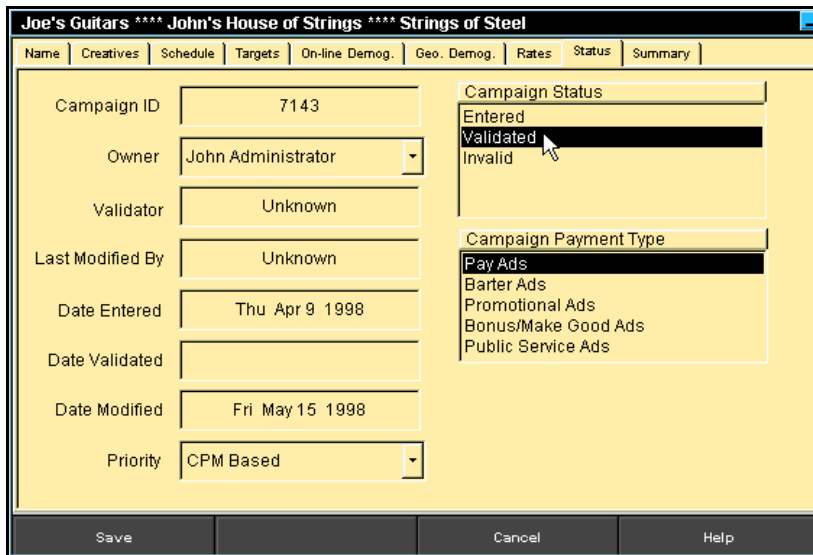 Joe's Guitars **** John's House of Strings **** Strings of Steel
Name Creatives Schedule Targets On-line Demog. Geo. Demog. Rates Status Summary
Campaign ID 7143
Owner John Administrator
Validator Unknown
Last Modified By Unknown
Date Entered Thu Apr 9 1998
Date Validated
Date Modified Fri May 15 1998
Priority CPM Based
Campaign Status
Entered
Validated
Invalid
Campaign Payment Type
Pay Ads
Barter Ads
Promotional Ads
Bonus/Make Good Ads
Public Service Ads
Save Cancel Help